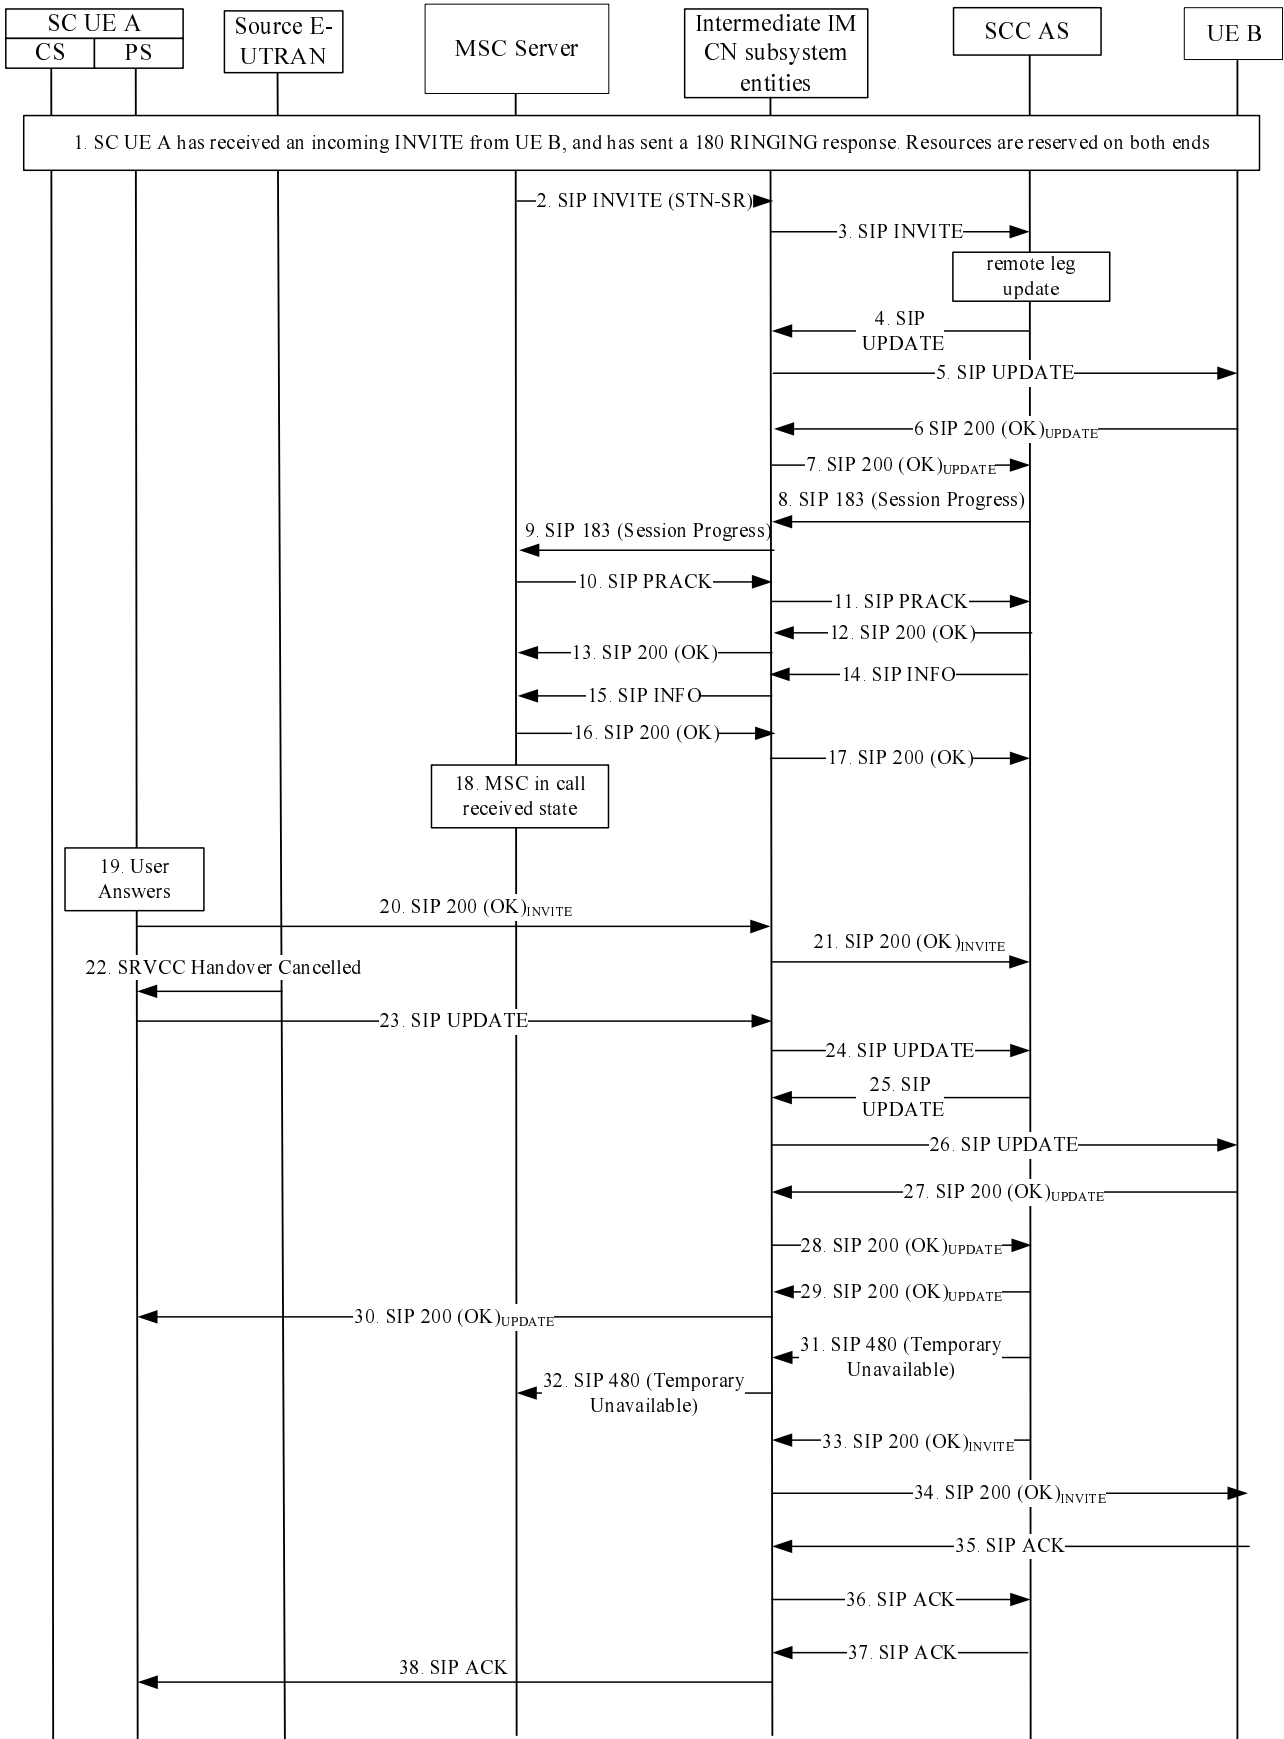 SC UE A
CS
PS
Source E-
UTRAN
MSC Server
Intermediate IM
CN subsystem
entities
SCC AS
UE B
1. SC UE A has received an incoming INVITE from UE B, and has sent a 180 RINGING response. Resources are reserved on both ends
2. SIP INVITE (STN-SR)
3. SIP INVITE
remote leg
update
4. SIP
UPDATE
5. SIP UPDATE
6 SIP 200 (OK)UPDATE
7. SIP 200 (OK)UPDATE
8. SIP 183 (Session Progress)
9. SIP 183 (Session Progress)
10. SIP PRACK
11. SIP PRACK
12. SIP 200 (OK)
13. SIP 200 (OK)
14. SIP INFO
15. SIP INFO
16. SIP 200 (OK)
17. SIP 200 (OK)
18. MSC in call
received state
19. User
Answers
20. SIP 200 (OK)INVITE
21. SIP 200 (OK)INVITE
22. SRVCC Handover Cancelled
23. SIP UPDATE
24. SIP UPDATE
25. SIP
UPDATE
26. SIP UPDATE
27. SIP 200 (OK)UPDATE
28. SIP 200 (OK)UPDATE
29. SIP 200 (OK)UPDATE
30. SIP 200 (OK)UPDATE
31. SIP 480 (Temporary
Unavailable)
32. SIP 480 (Temporary
Unavailable)
33. SIP 200 (OK)INVITE
34. SIP 200 (OK)INVITE
35. SIP ACK
36. SIP ACK
37. SIP ACK
38. SIP ACK